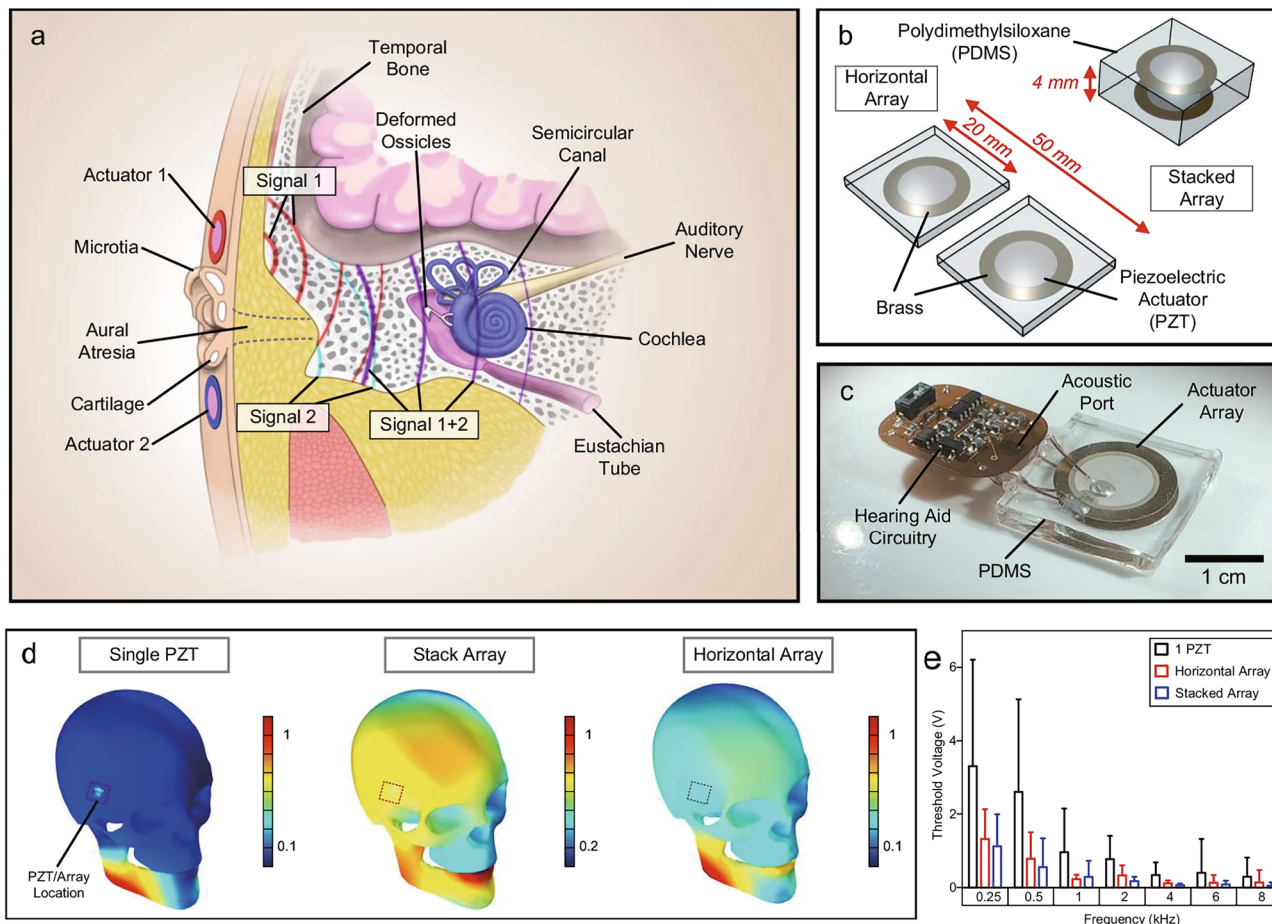 a
Temporal
Bone
Deformed
Ossicles
Semicircular
Canal
Actuator 1
Signal 1
Microtia
Auditory
Nerve
Aural
Atresia
Cochlea
Cartilage
Signal 2
Signal 1+2
Actuator 2
Eustachian
Tube
b
Polydimethylsiloxane
(PDMS)
Horizontal
Array
4 mm
20 mm
50 mm
Stacked
Array
Brass
Piezoelectric
Actuator
(PZT)
c
Acoustic
Port
Actuator
Array
Hearing Aid
Circuitry
PDMS
1 cm
d
Single PZT
Stack Array
Horizontal Array
1
0.1
1
0.2
1
0.1
PZT/Array
Location
e
1 PZT
Horizontal Array
Stacked Array
Threshold Voltage (V)
6
4
2
0
0.25 0.5 1 2 4 6 8
Frequency (kHz)